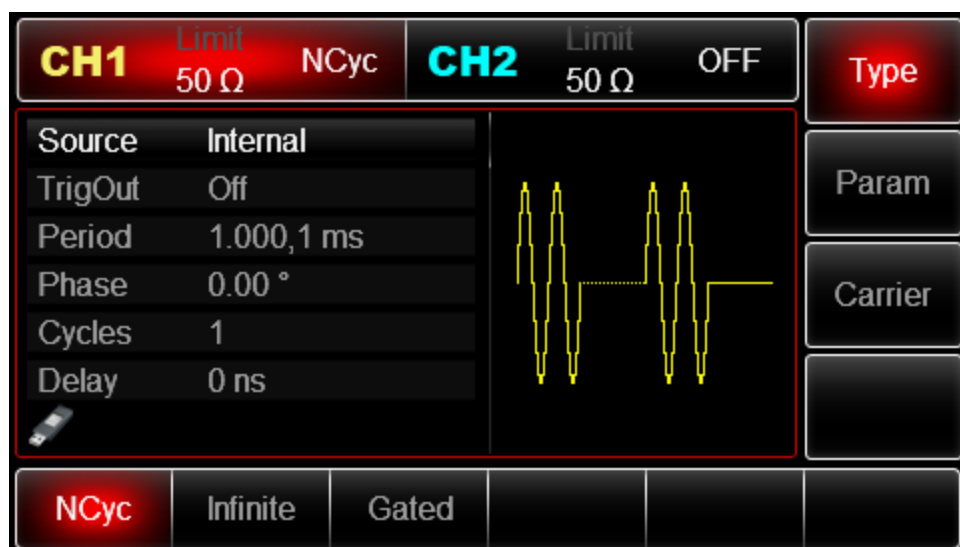 CH1 Limit 50 Ω NCyc CH2 Limit 50 Ω OFF Type
Source Internal
TrigOut Off Param
Period 1.000,1 ms
Phase 0.00 ° Carrier
Cycles 1
Delay 0 ns
NCyc Infinite Gated